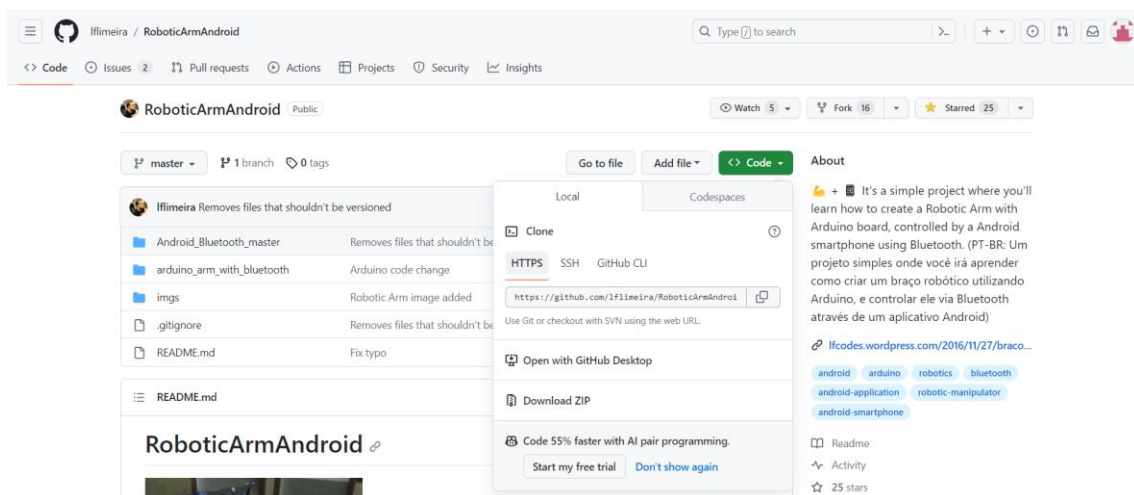 lflimeira / RoboticArmAndroid
Type / to search
<> Code
Issues 2
Pull requests
Actions
Projects
Security
Insights
RoboticArmAndroid Public
Watch 5
Fork 16
Starred 25
master
1 branch
0 tags
Go to file
Add file
<> Code
lflimeira Removes files that shouldn't be versioned
Android_Bluetooth_master Removes files that shouldn't be
arduino_arm_with_bluetooth Arduino code change
imgs Robotic Arm image added
.gitignore Removes files that shouldn't be
README.md Fix typo
README.md
RoboticArmAndroid
Local
Codespaces
Clone
HTTPS SSH GitHub CLI
https://github.com/lflimeira/RoboticArmAndroi
Use Git or checkout with SVN using the web URL.
Open with GitHub Desktop
Download ZIP
Code 55% faster with AI pair programming.
Start my free trial Don't show again
About
+ It's a simple project where you'll
learn how to create a Robotic Arm with
Arduino board, controlled by a Android
smartphone using Bluetooth. (PT-BR: Um
projeto simples onde você irá aprender
como criar um braço robótico utilizando
Arduino, e controlar ele via Bluetooth
através de um aplicativo Android)
lfcodes.wordpress.com/2016/11/27/braco...
android arduino robotics bluetooth
android-application robotic-manipulator
android-smartphone
Readme
Activity
25 stars